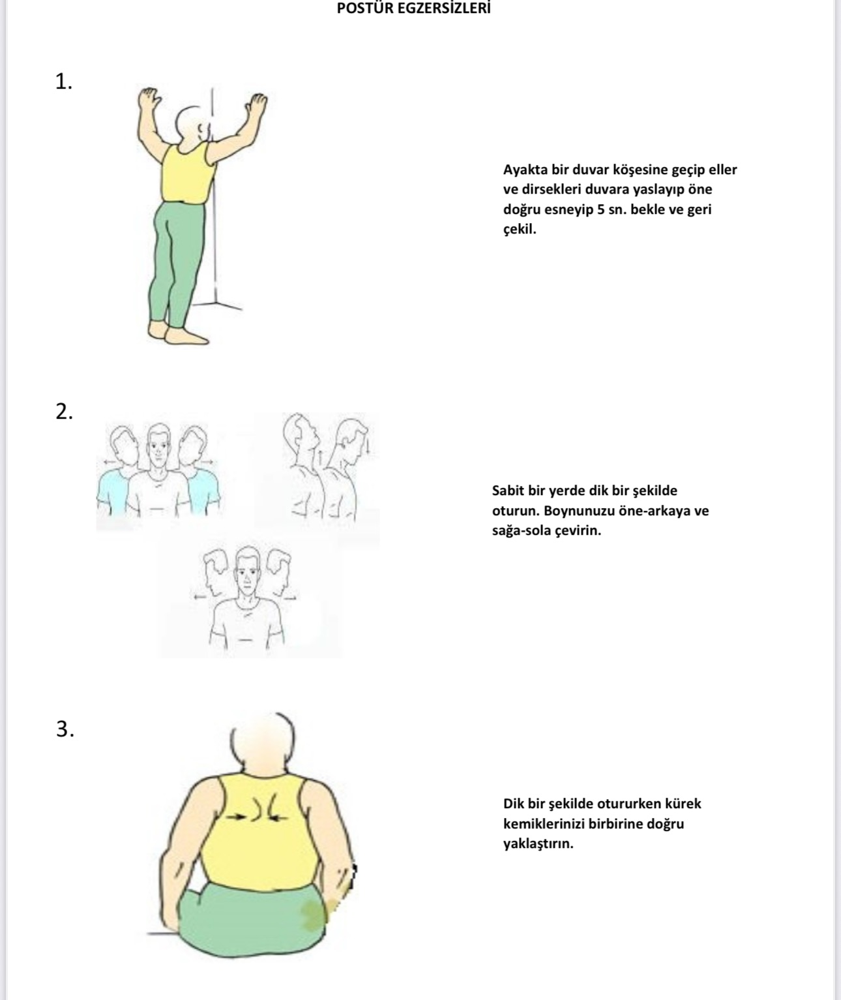 POSTÜR EGZERSİZLERİ
1.
Ayakta bir duvar köşesine geçip eller
ve dirsekleri duvara yaslayıp öne
doğru esneyip 5 sn. bekle ve geri
çekil.
2.
Sabit bir yerde dik bir şekilde
oturun. Boynunuzu öne-arkaya ve
sağa-sola çevirin.
3.
Dik bir şekilde otururken kürek
kemiklerinizi birbirine doğru
yaklaştırın.